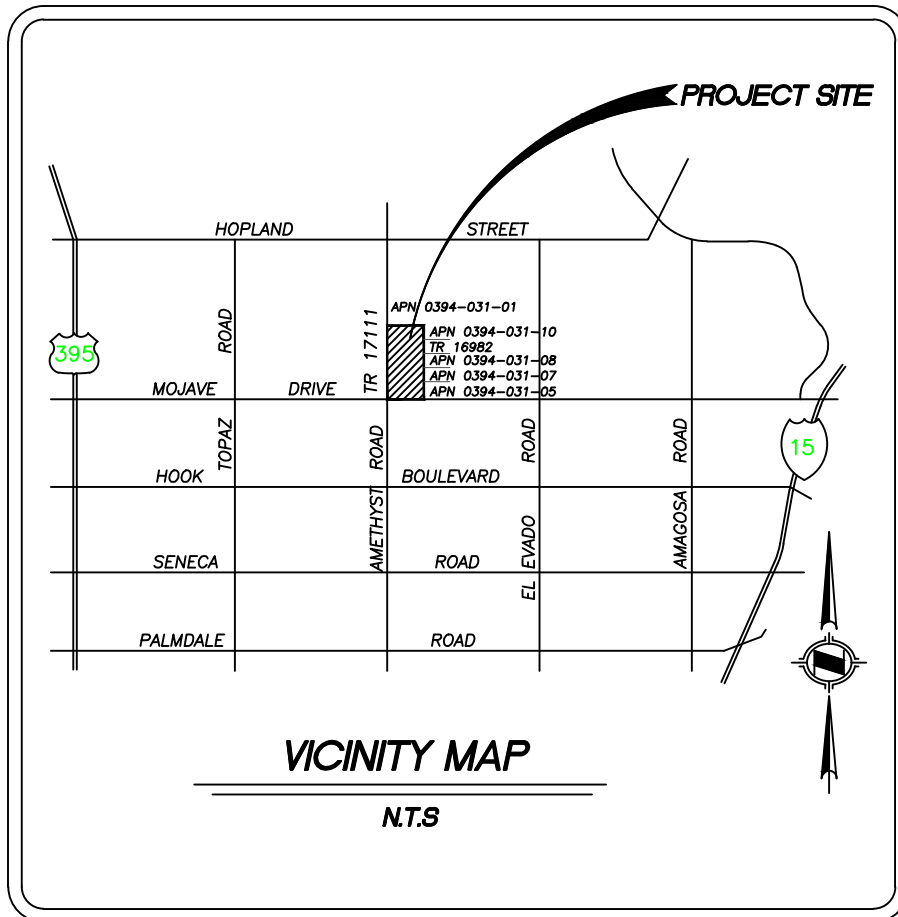 PROJECT SITE
HOPLAND STREET
APN 0394-031-01
APN 0394-031-10
TR 16982
APN 0394-031-08
APN 0394-031-07
APN 0394-031-05
TR 17111
395
MOJAVE DRIVE
TOPAZ ROAD
15
HOOK BOULEVARD
AMETHYST ROAD
EL EVADO ROAD
AMAGOSA ROAD
SENECA ROAD
PALMDALE ROAD
VICINITY MAP
N.T.S